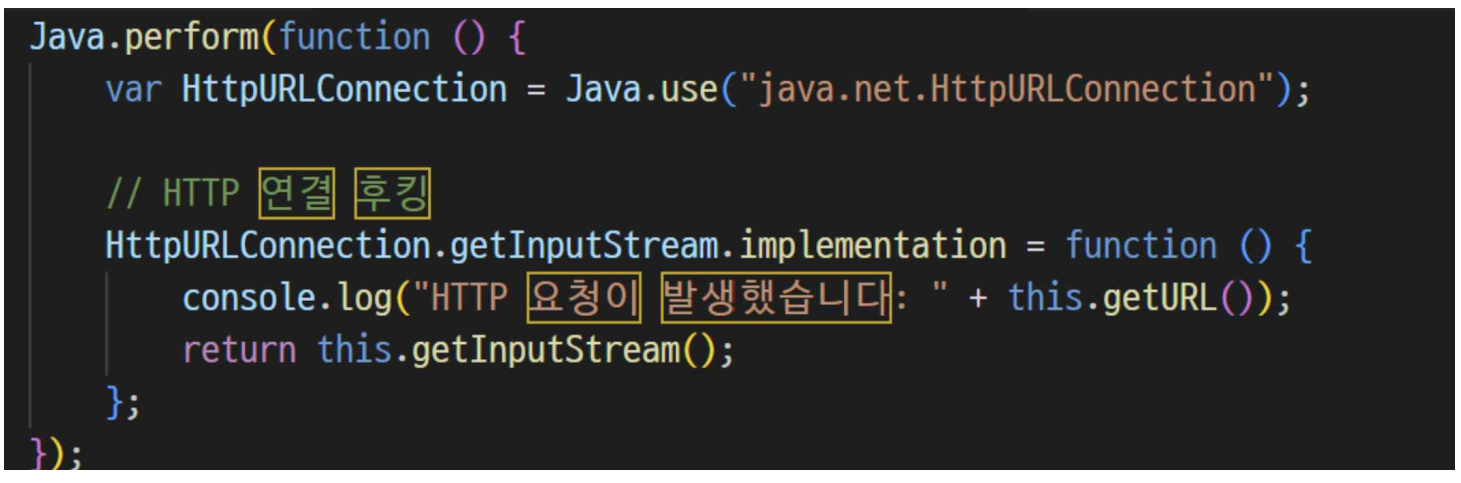 Java.perform(function () {
var HttpURLConnection = Java.use("java.net.HttpURLConnection");
// HTTP 연결 후킹
HttpURLConnection.getInputStream.implementation = function () {
console.log("HTTP 요청이 발생했습니다: " + this.getURL());
return this.getInputStream();
};
});